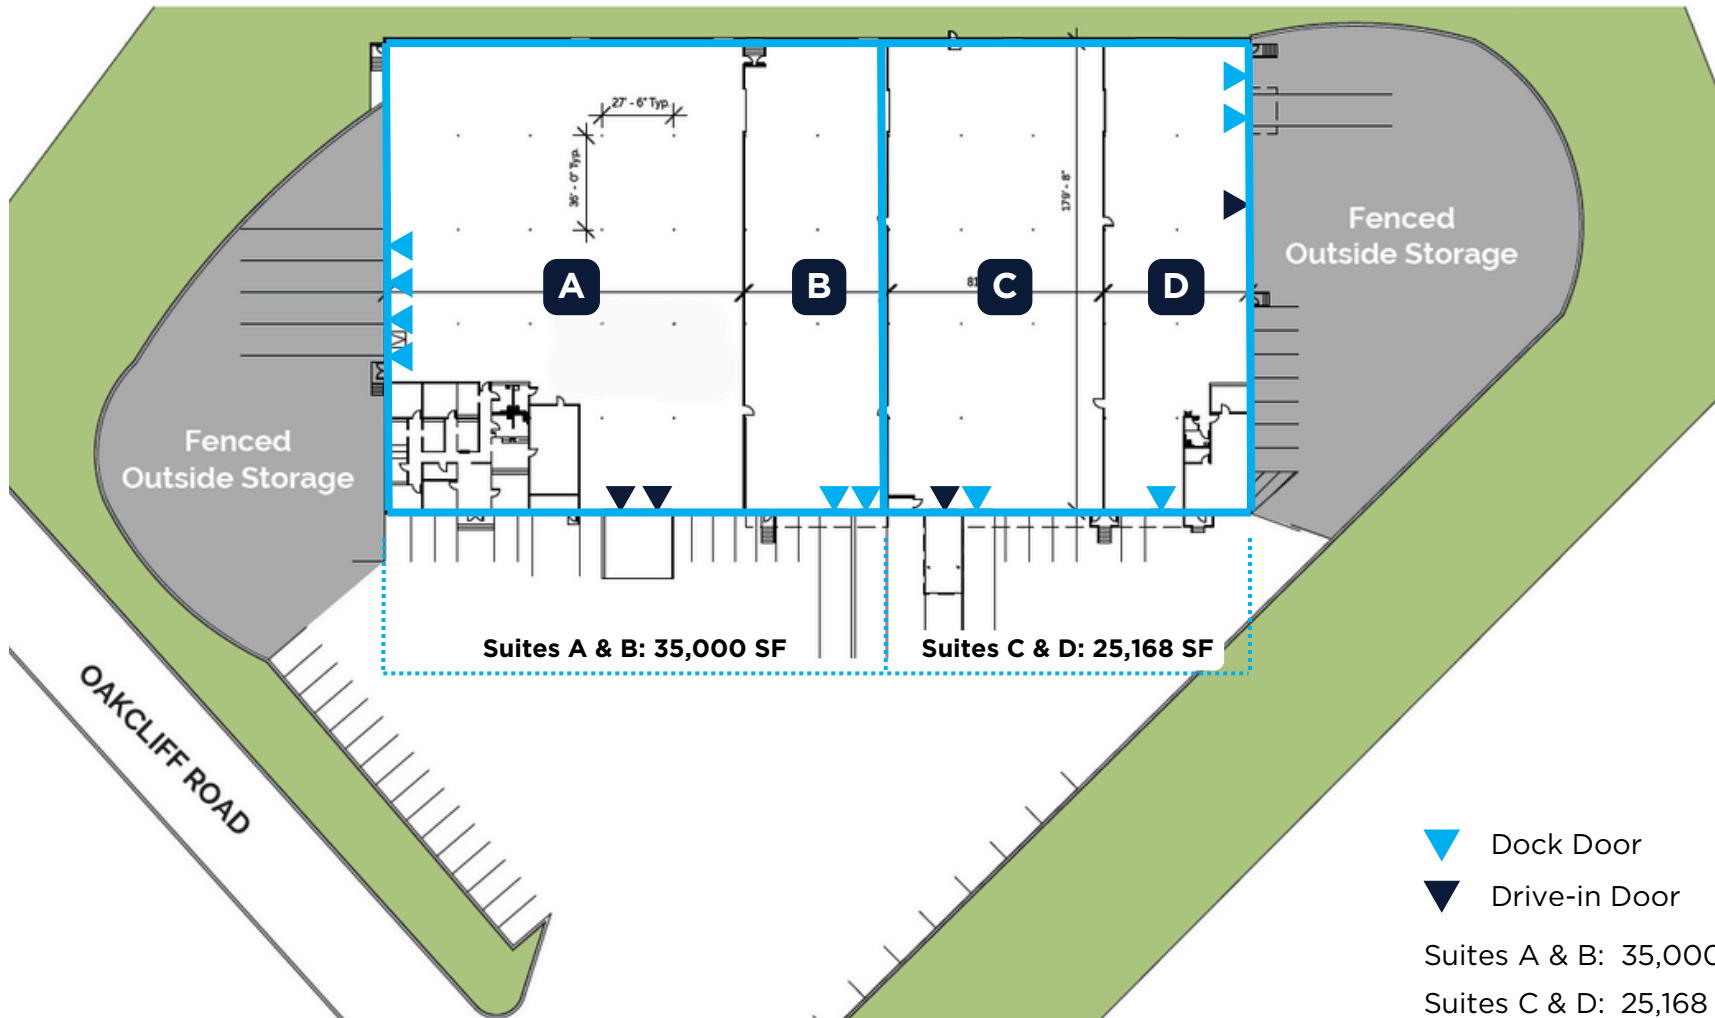 27' - 6" Typ.
36' - 0" Typ.
179' - 8"
A
B
81
C
D
Fenced
Outside Storage
Fenced
Outside Storage
Suites A & B: 35,000 SF
Suites C & D: 25,168 SF
OAKCLIFF ROAD
Dock Door
Drive-in Door
Suites A & B: 35,000
Suites C & D: 25,168